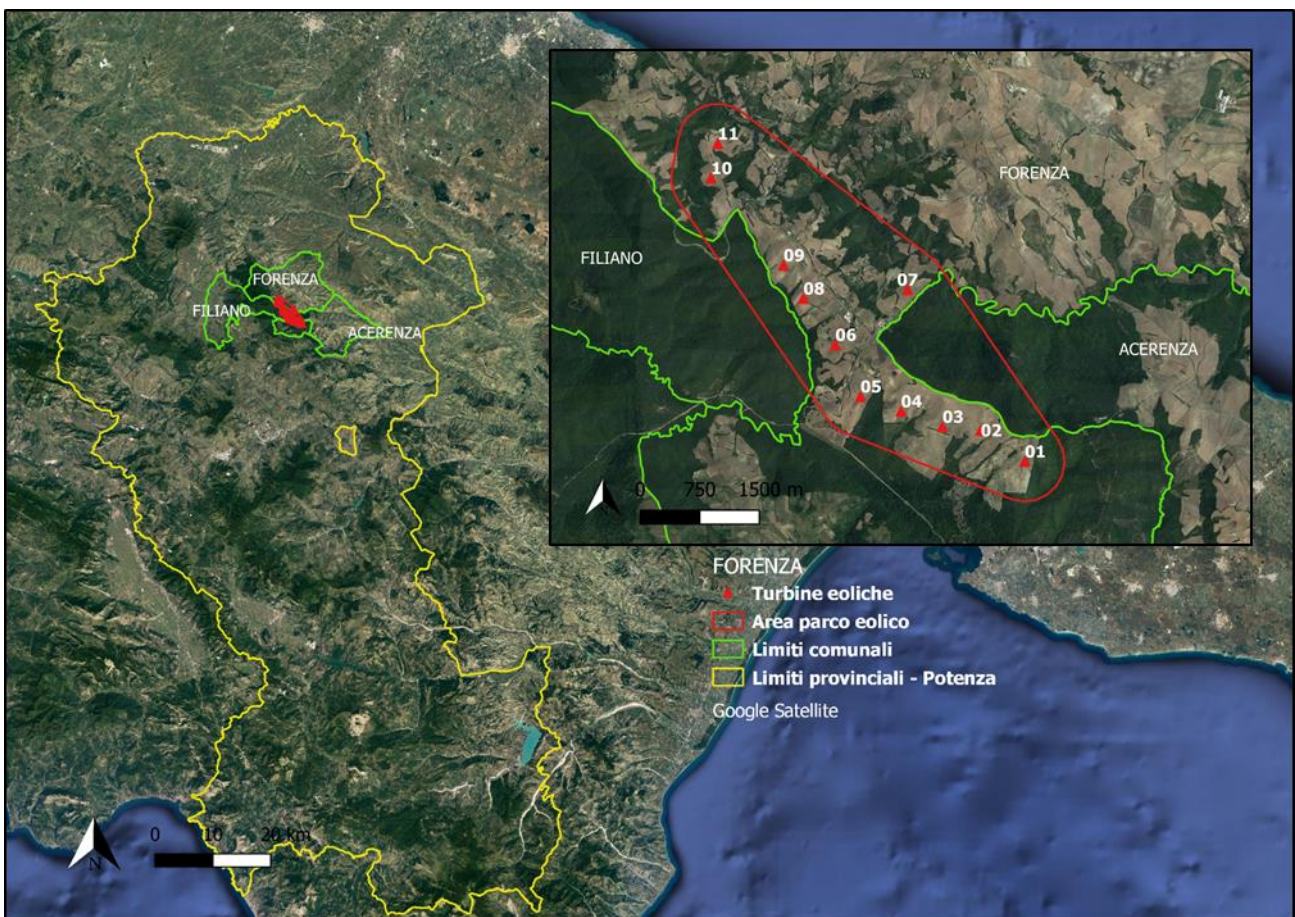 FORENZA
FILIANO
ACERENZA
0 10 20 km
N
11
10
FORENZA
FILIANO
09
08
07
06
ACERENZA
05
04
03
02
01
0 750 1500 m
FORENZA
Turbine eoliche
Area parco eolico
Limiti comunali
Limiti provinciali - Potenza
Google Satellite